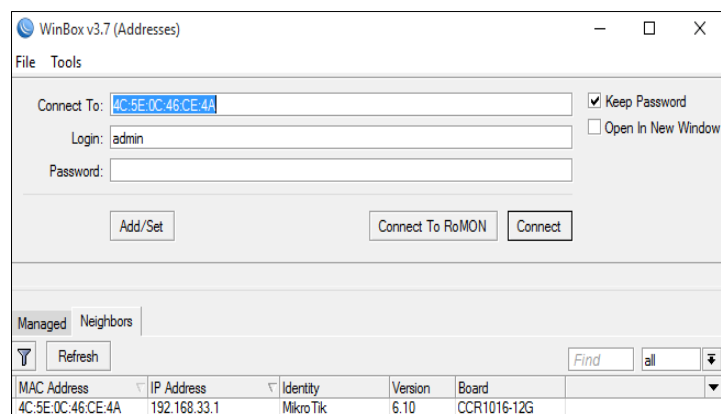 WinBox v3.7 (Addresses)
File Tools
Connect To: 4C:5E:0C:46:CE:4A
Keep Password
Login: admin
Open In New Window
Password:
Add/Set Connect To RoMON Connect
Managed Neighbors
Refresh Find all
MAC Address IP Address Identity Version Board
4C:5E:0C:46:CE:4A 192.168.33.1 MikroTik 6.10 CCR1016-12G